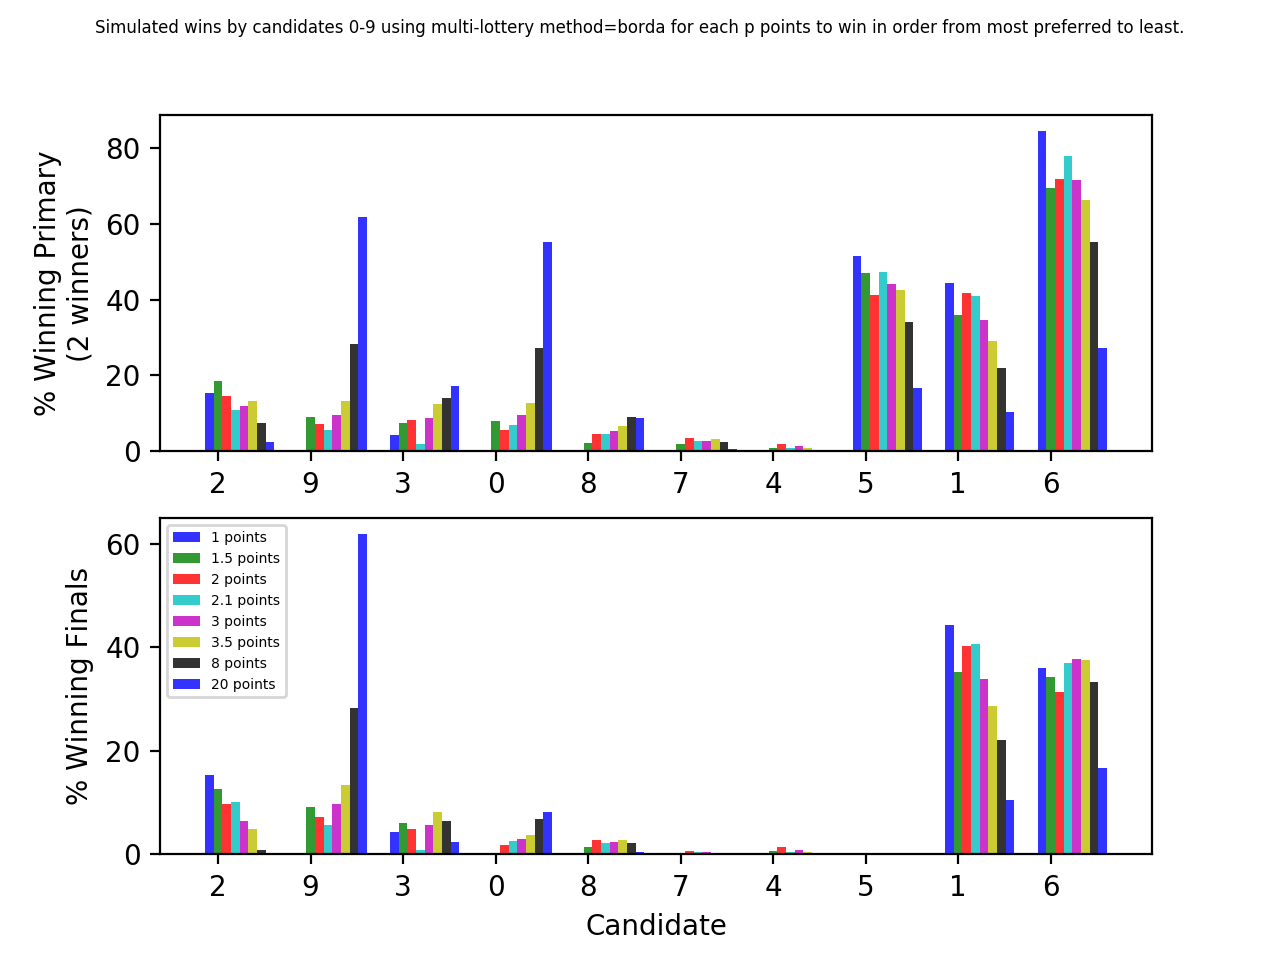 Simulated wins by candidates 0-9 using multi-lottery method=borda for each p points to win in order from most preferred to least.
% Winning Primary
(2 winners)
80
60
40
20
0
2 9 3 0 8 7 4 5 1 6
% Winning Finals
60
40
20
0
1 points
1.5 points
2 points
2.1 points
3 points
3.5 points
8 points
20 points
2 9 3 0 8 7 4 5 1 6
Candidate